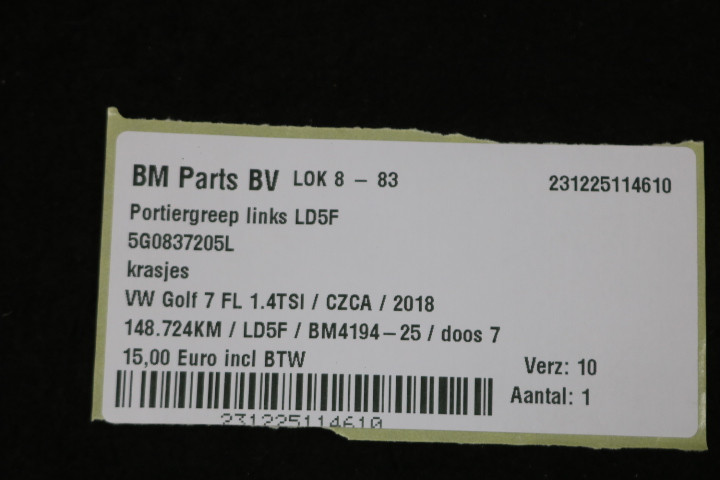 BM Parts BV LOK 8 – 83 231225114610
Portiergreep links LD5F
5G0837205L
krasjes
VW Golf 7 FL 1.4TSI / CZCA / 2018
148.724KM / LD5F / BM4194–25 / doos 7
15,00 Euro incl BTW Verz: 10
Aantal: 1
231225114610